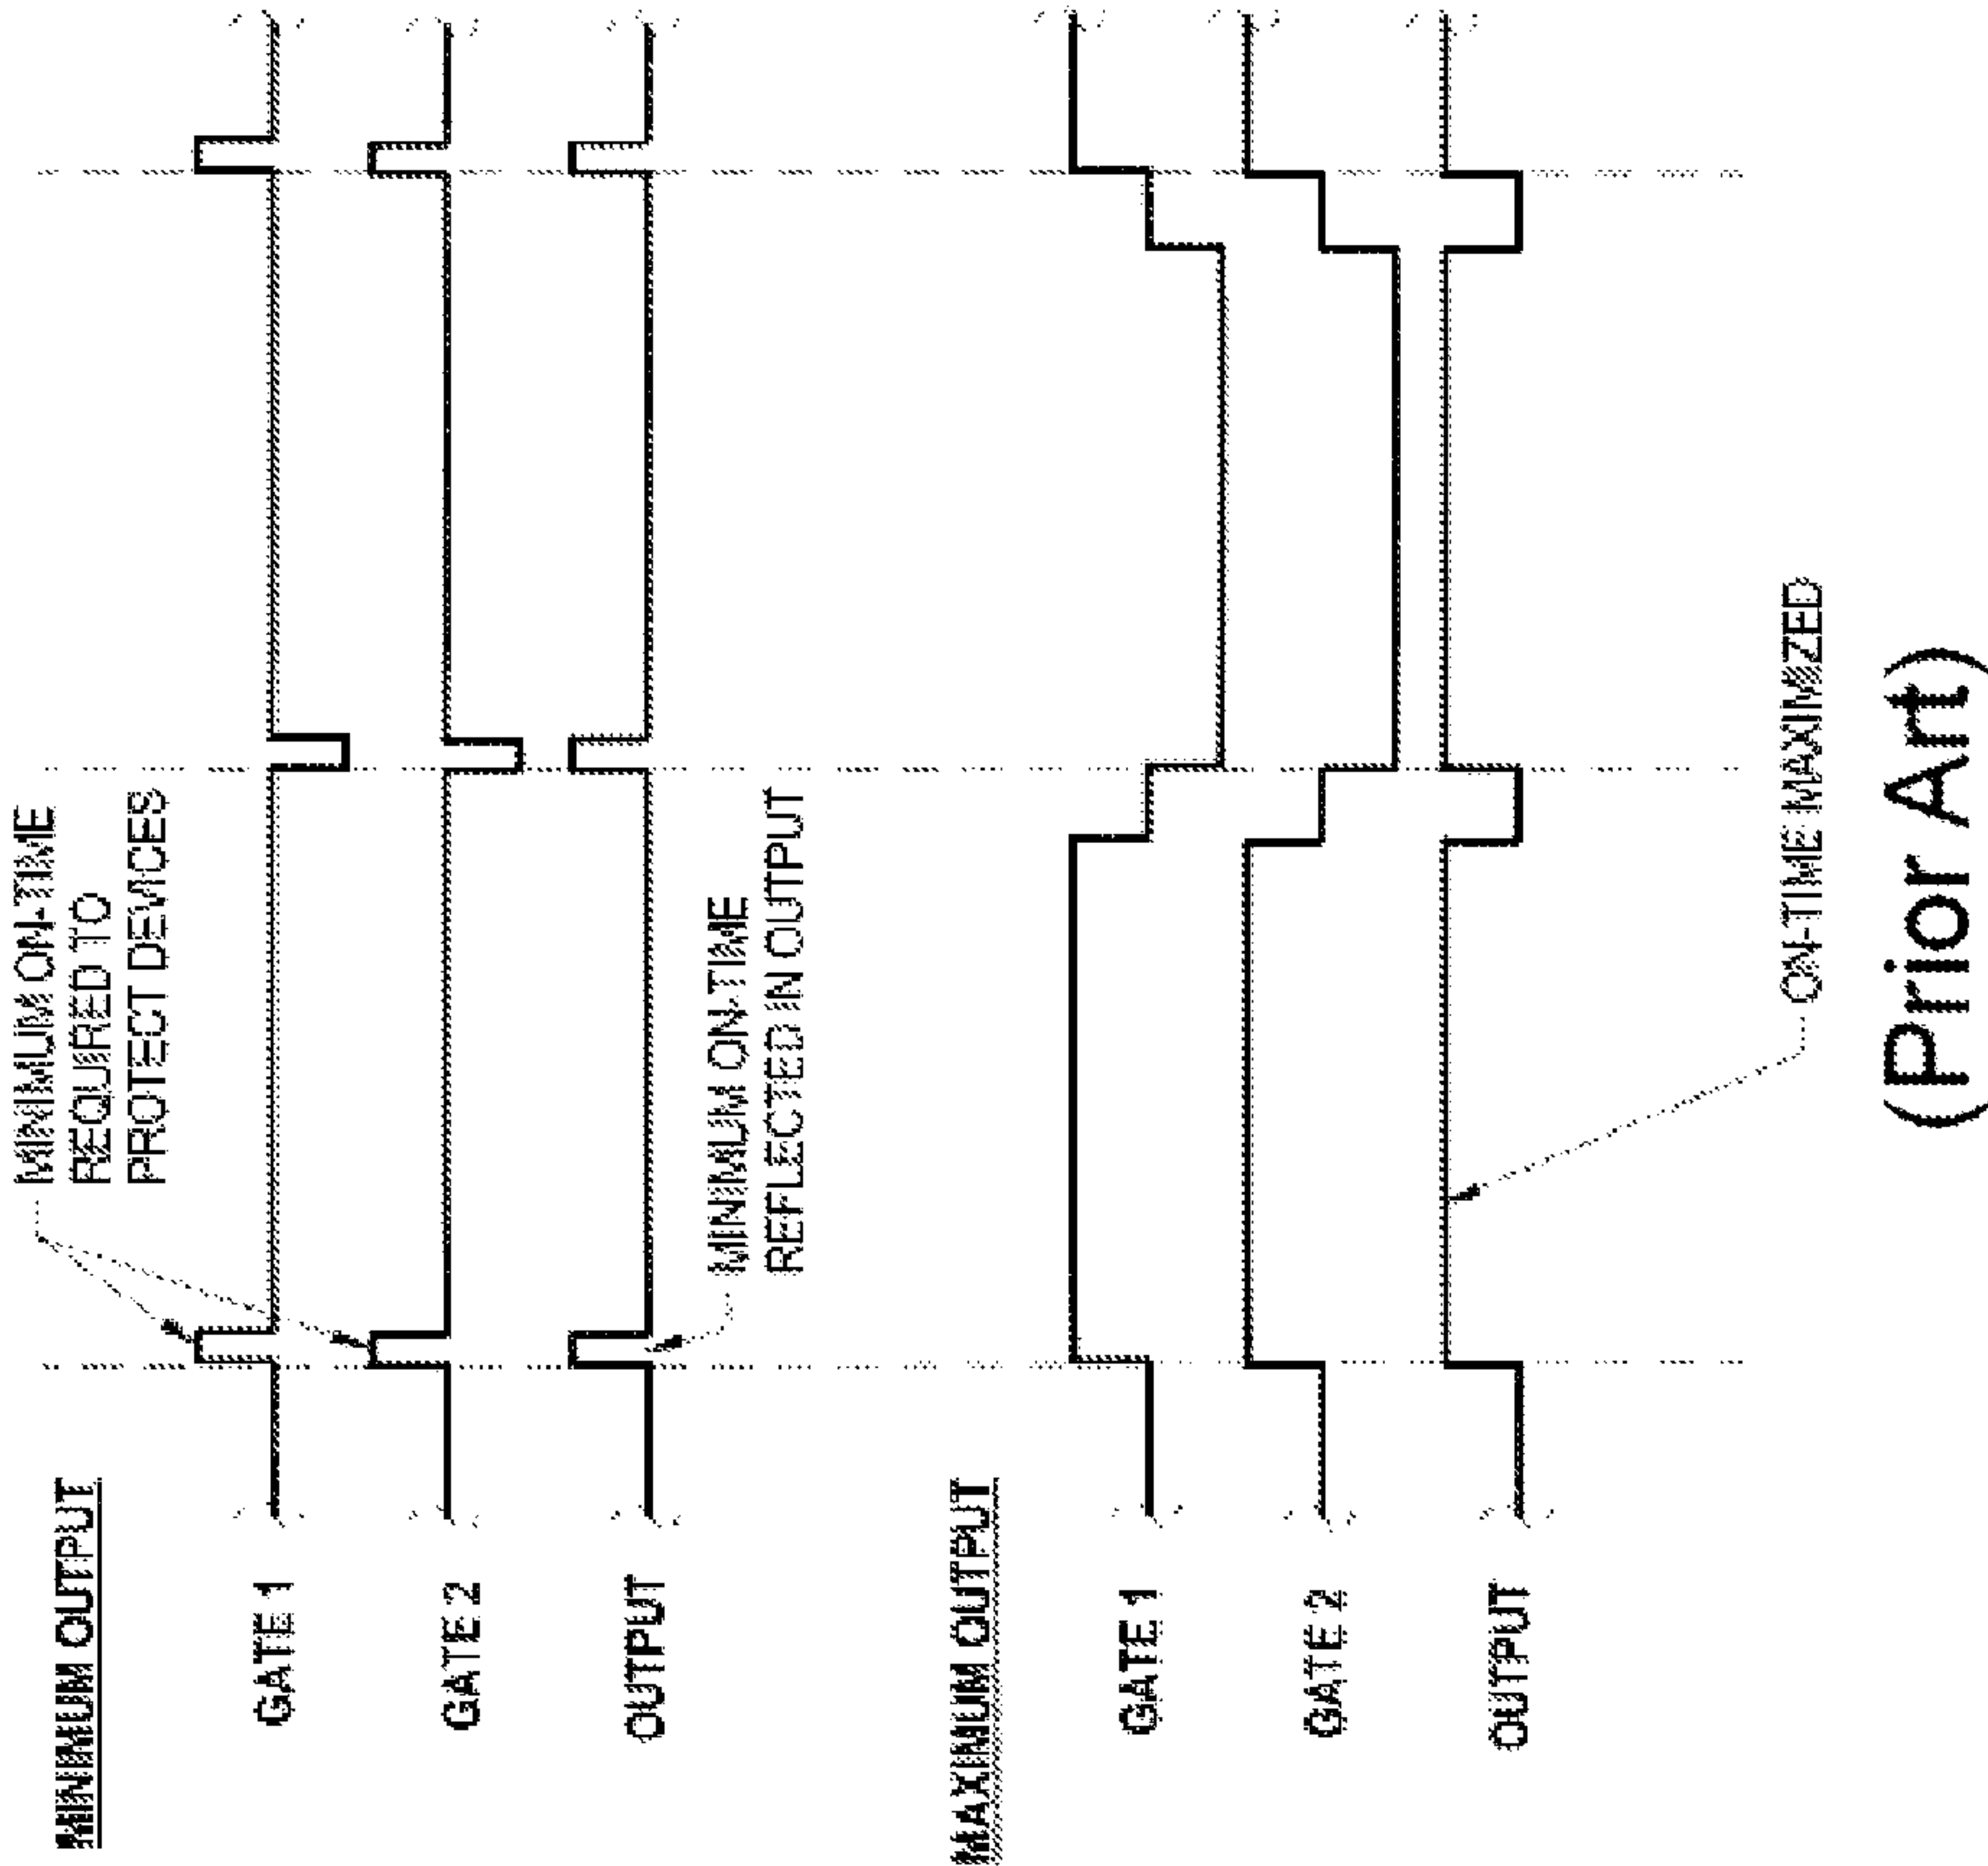 MINIMUM OUTPUT
MINIMUM ON-TIME
REQUIRED TO
PROTECT DEVICES
GATE 1
GATE 2
OUTPUT
MINIMUM ON-TIME
REFLECTED IN OUTPUT
MAXIMUM OUTPUT
GATE 1
GATE 2
OUTPUT
ON-TIME MAXIMIZED
(Prior Art)